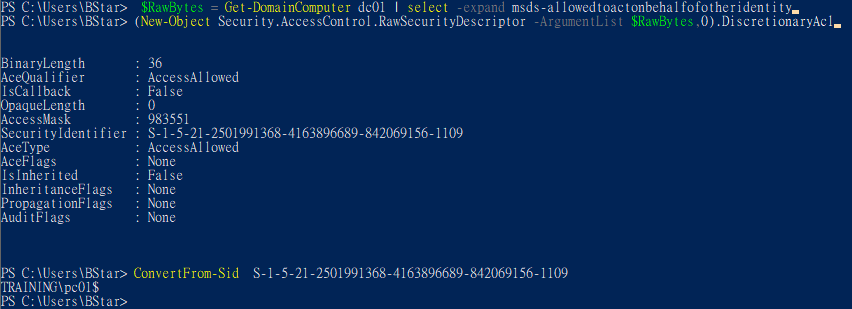 PS C:\Users\BStar>  $RawBytes = Get-DomainComputer dc01 | select -expand msds-allowedtoactonbehalfofotheridentity
PS C:\Users\BStar> (New-Object Security.AccessControl.RawSecurityDescriptor -ArgumentList $RawBytes,0).DiscretionaryAcl
BinaryLength       : 36
AceQualifier       : AccessAllowed
IsCallback         : False
OpaqueLength       : 0
AccessMask         : 983551
SecurityIdentifier : S-1-5-21-2501991368-4163896689-842069156-1109
AceType            : AccessAllowed
AceFlags           : None
IsInherited        : False
InheritanceFlags   : None
PropagationFlags   : None
AuditFlags         : None
PS C:\Users\BStar> ConvertFrom-Sid  S-1-5-21-2501991368-4163896689-842069156-1109
TRAINING\pc01$
PS C:\Users\BStar>